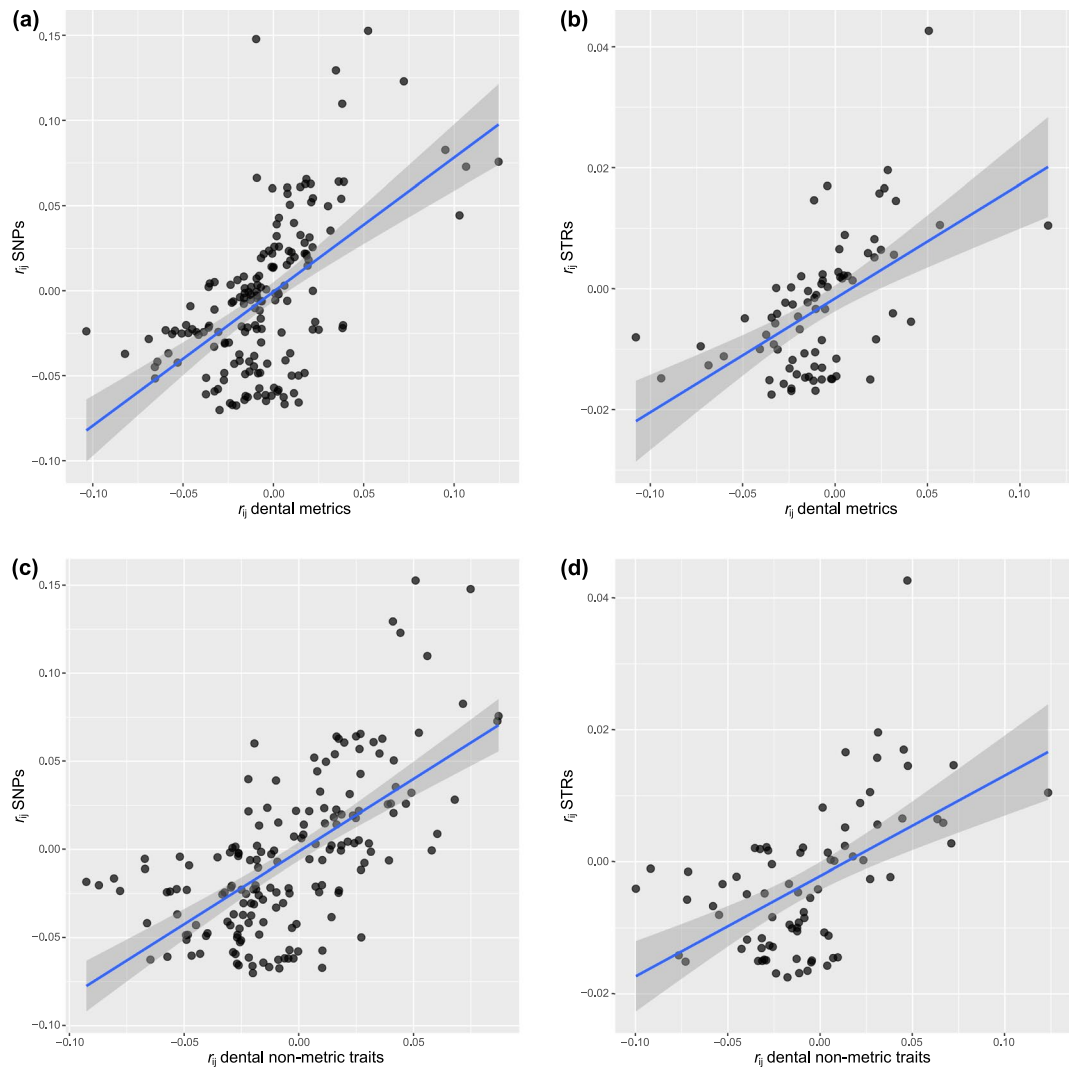 (a)
0.15
0.10
0.05
0.00
−0.05
−0.10
rij SNPs
−0.10 −0.05 0.00 0.05 0.10
rij dental metrics
(b)
0.04
0.02
0.00
−0.02
rij STRs
−0.10 −0.05 0.00 0.05 0.10
rij dental metrics
(c)
0.15
0.10
0.05
0.00
−0.05
−0.10
rij SNPs
−0.10 −0.05 0.00 0.05
rij dental non-metric traits
(d)
0.04
0.02
0.00
−0.02
rij STRs
−0.10 −0.05 0.00 0.05 0.10
rij dental non-metric traits